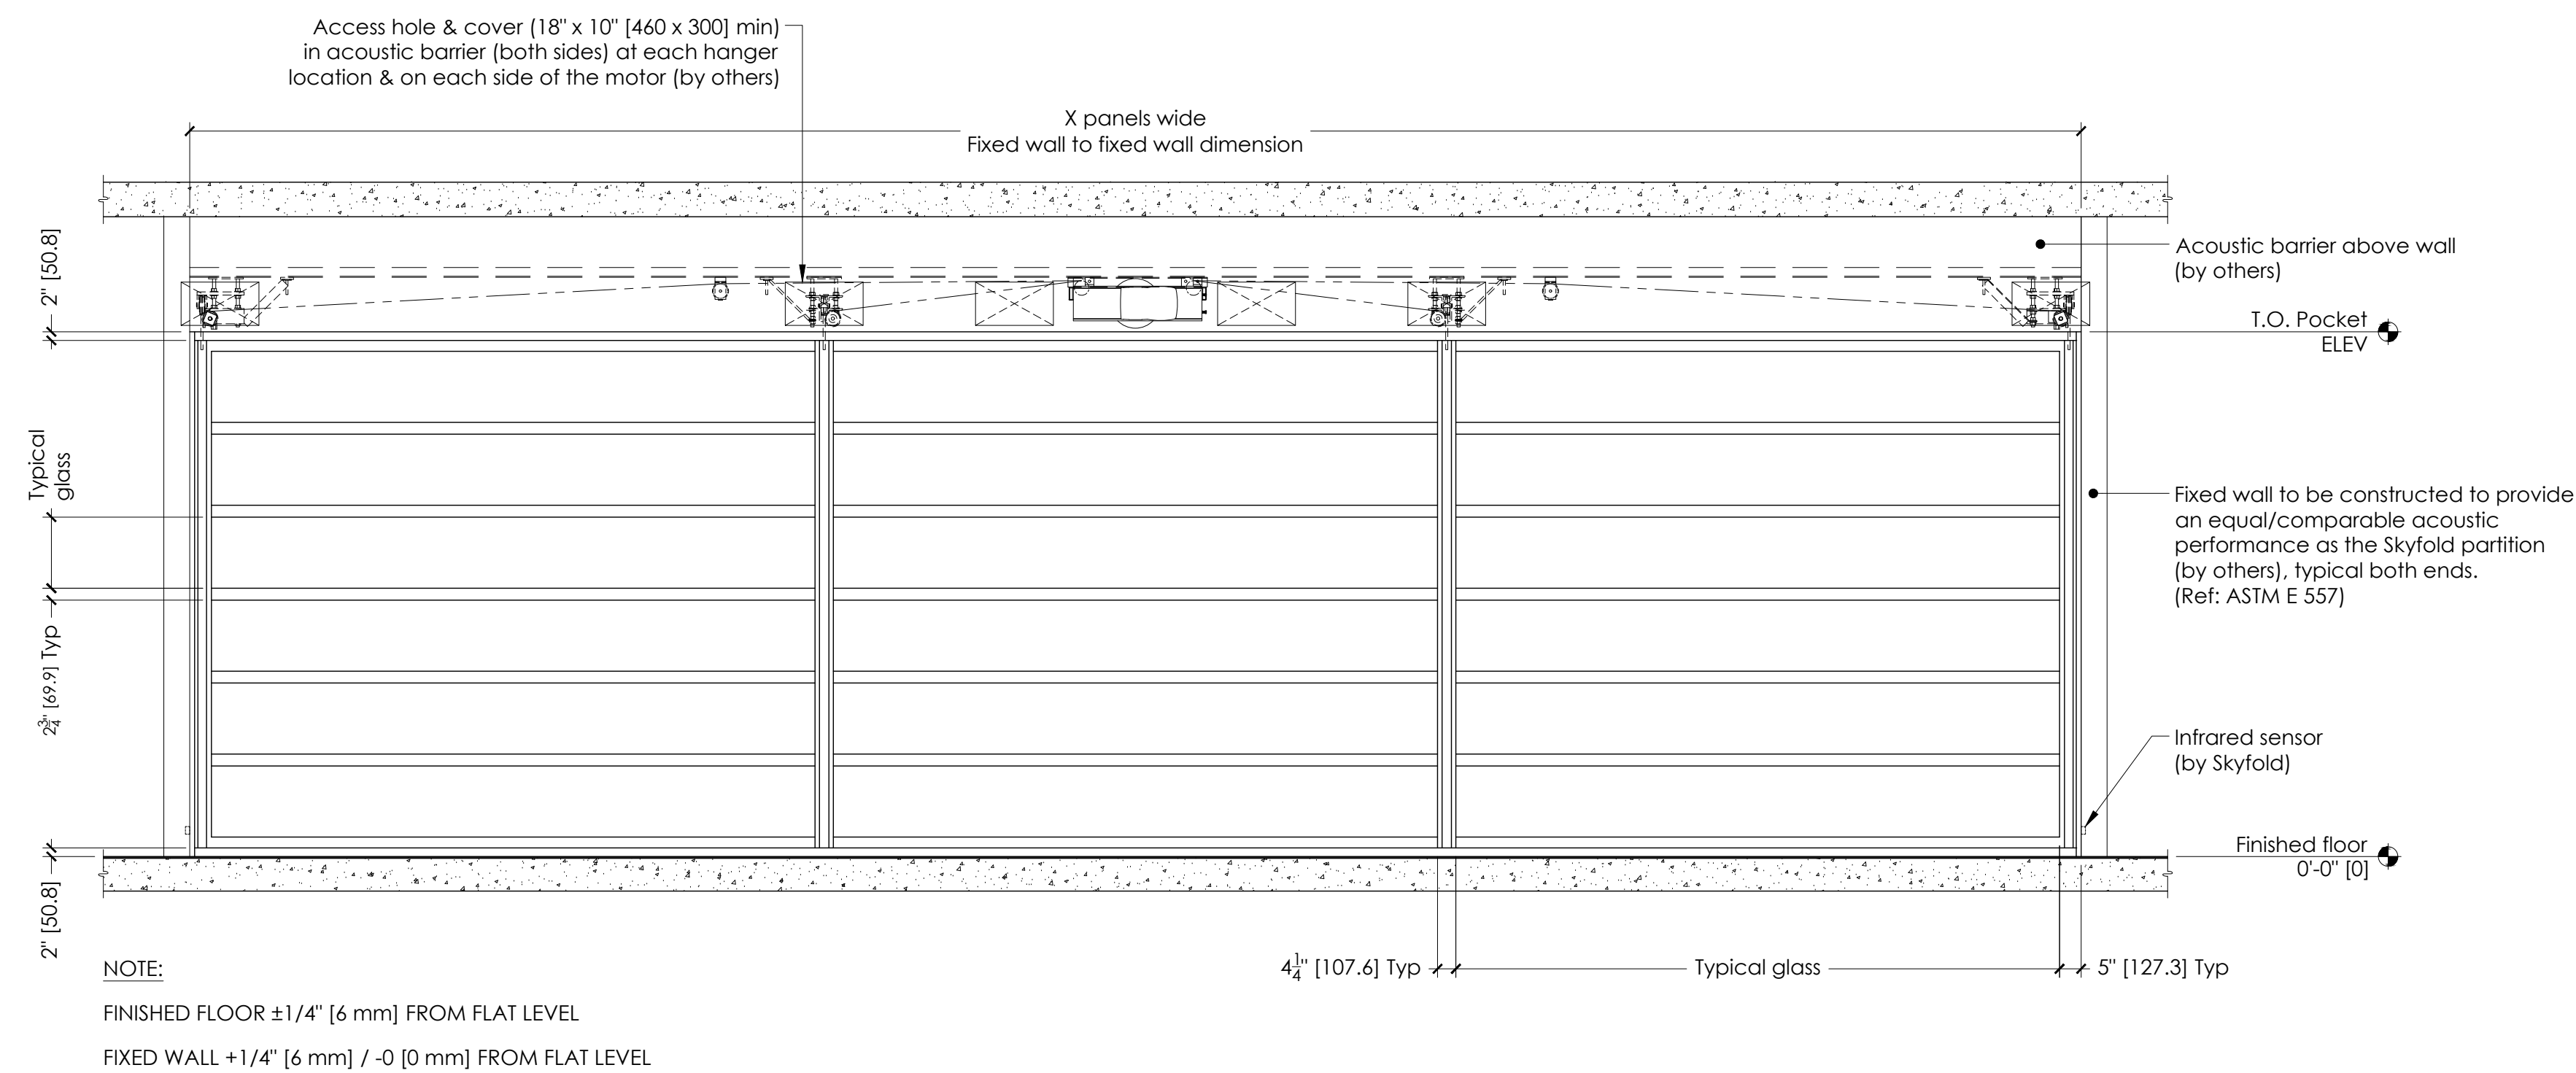 Access hole & cover (18" x 10" [460 x 300] min)
in acoustic barrier (both sides) at each hanger
location & on each side of the motor (by others)
X panels wide
Fixed wall to fixed wall dimension
2" [50.8]
Acoustic barrier above wall
(by others)
T.O. Pocket
ELEV
Typical
glass
Fixed wall to be constructed to provide
an equal/comparable acoustic
performance as the Skyfold partition
(by others), typical both ends.
(Ref: ASTM E 557)
2 3/4" [69.9] Typ
Infrared sensor
(by Skyfold)
Finished floor
0'-0" [0]
2" [50.8]
4 1/4" [107.6] Typ
Typical glass
5" [127.3] Typ
NOTE:
FINISHED FLOOR ±1/4" [6 mm] FROM FLAT LEVEL
FIXED WALL +1/4" [6 mm] / -0 [0 mm] FROM FLAT LEVEL